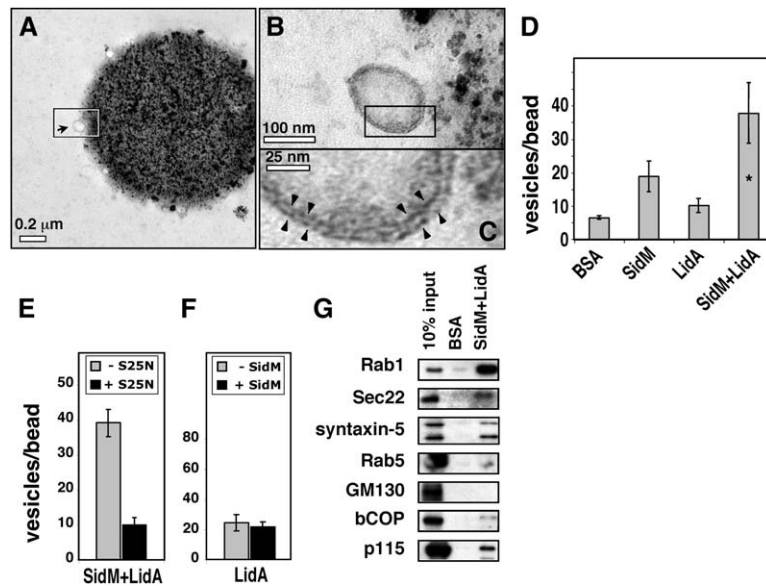 A
0.2 μm
B
100 nm
25 nm
C
D
vesicles/bead
40
30
20
10
0
*
BSA
SidM
LidA
SidM+LidA
E
vesicles/bead
50
40
30
20
10
0
- S25N
+ S25N
SidM+LidA
F
80
60
40
20
0
- SidM
+ SidM
LidA
G
10% input
BSA
SidM+LidA
Rab1
Sec22
syntaxin-5
Rab5
GM130
bCOP
p115